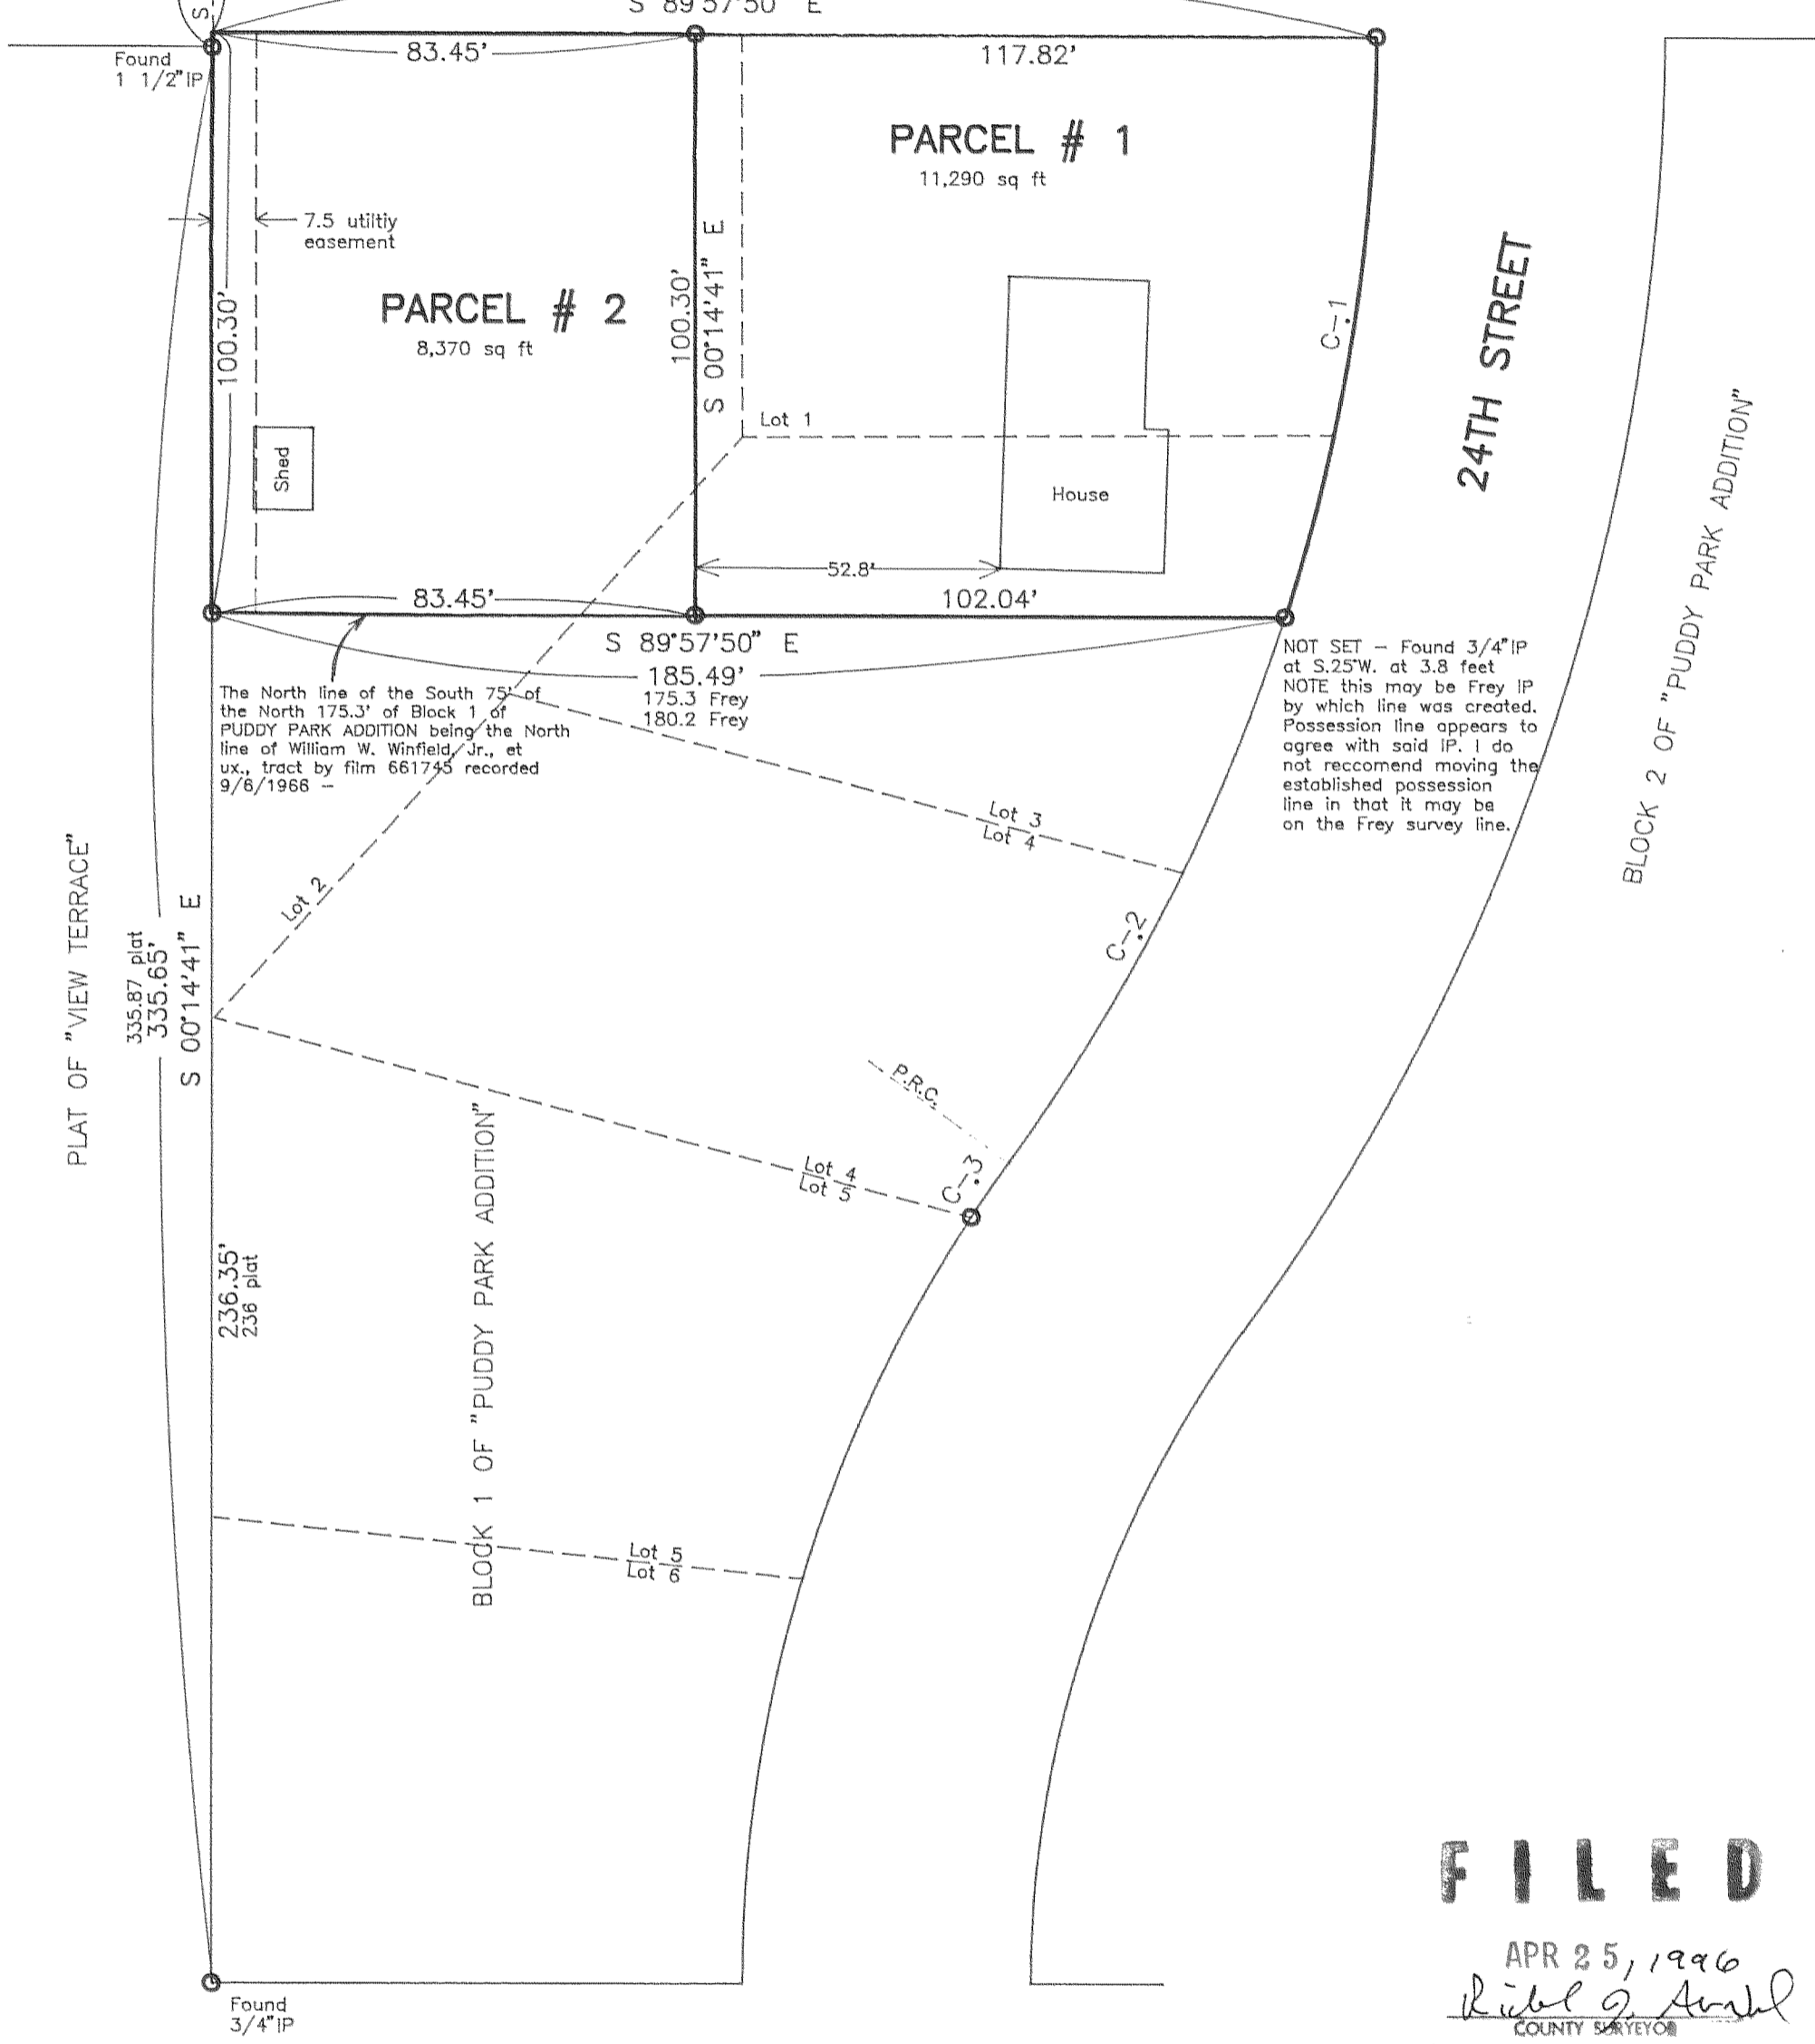 S 89°57'50" E
S
Found
1 1/2"IP
83.45'
117.82'
PARCEL # 1
11,290 sq ft
7.5 utiltiy
easement
100.30'
PARCEL # 2
8,370 sq ft
100.30'
S 00°14'41" E
C-1
24TH STREET
Lot 1
Shed
House
52.8'
83.45'
102.04'
S 89°57'50" E
185.49'
175.3 Frey
180.2 Frey
NOT SET - Found 3/4"IP
at S.25°W. at 3.8 feet
NOTE this may be Frey IP
by which line was created.
Possession line appears to
agree with said IP. I do
not reccomend moving the
established possession
line in that it may be
on the Frey survey line.
The North line of the South 75' of
the North 175.3' of Block 1 of
PUDDY PARK ADDITION being the North
line of William W. Winfield, Jr., et
ux., tract by film 661745 recorded
9/6/1966 -
BLOCK 2 OF "PUDDY PARK ADDITION"
Lot 3
Lot 4
Lot 2
PLAT OF "VIEW TERRACE"
335.87 plat
335.65'
S 00°14'41" E
C-2
P.R.C.
Lot 4
Lot 5
C-3
236.35'
236 plat
BLOCK 1 OF "PUDDY PARK ADDITION"
Lot 5
Lot 6
FILED
APR 25, 1996
COUNTY SURVEYOR
Found
3/4"IP